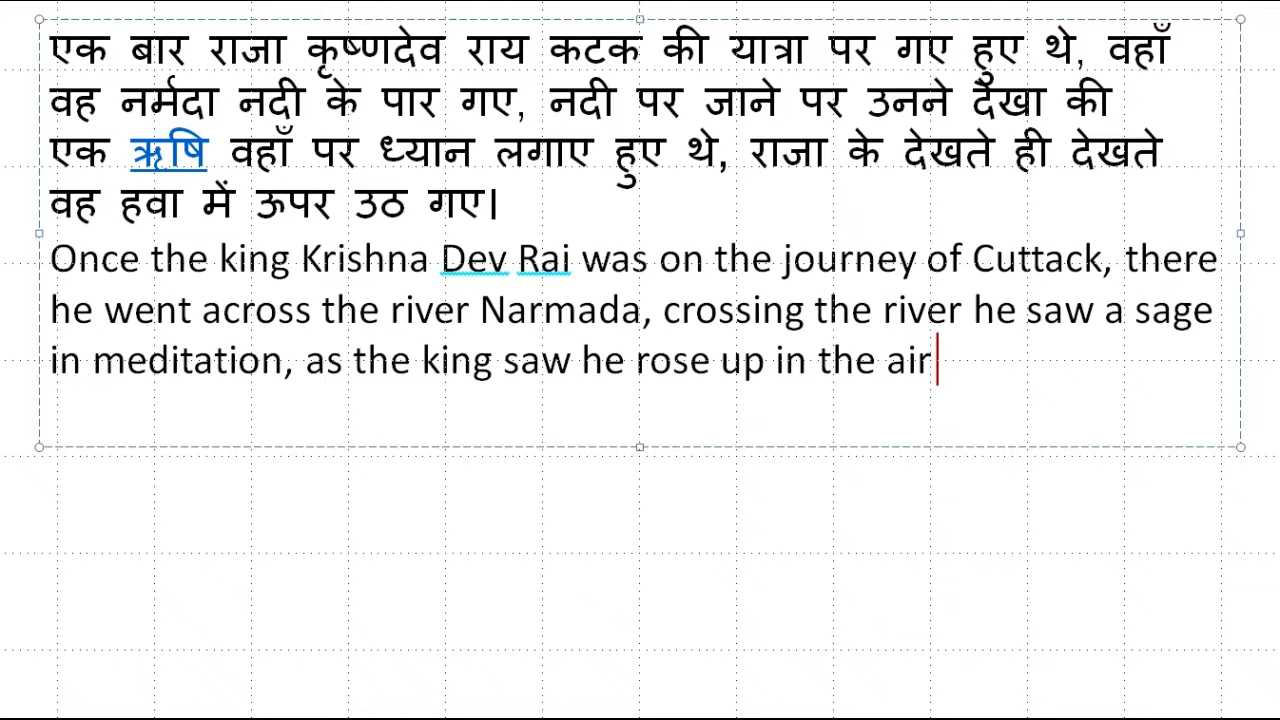 एक बार राजा कृष्णदेव राय कटक की यात्रा पर गए हुए थे, वहाँ
वह नर्मदा नदी के पार गए, नदी पर जाने पर उनने देखा की
एक ऋषि वहाँ पर ध्यान लगाए हुए थे, राजा के देखते ही देखते
वह हवा में ऊपर उठ गए।
Once the king Krishna Dev Rai was on the journey of Cuttack, there
he went across the river Narmada, crossing the river he saw a sage
in meditation, as the king saw he rose up in the air